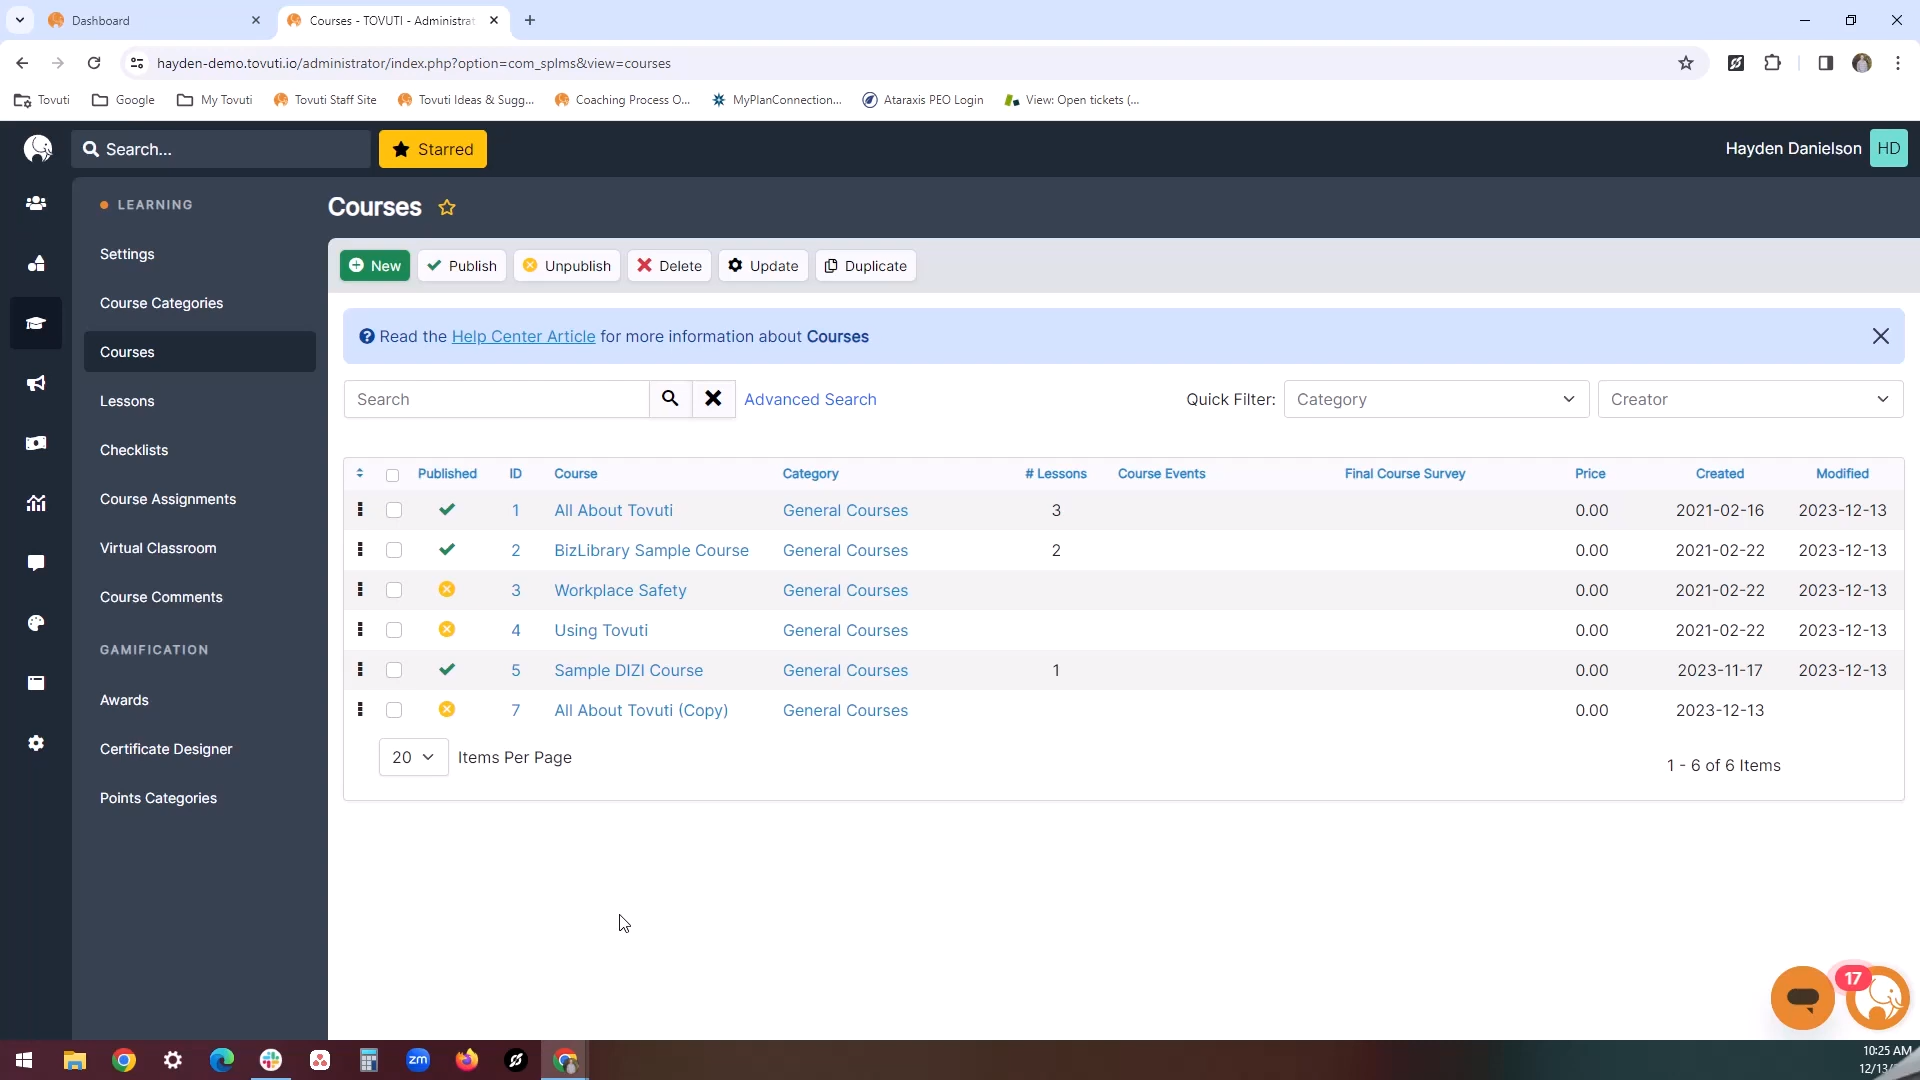 Dashboard
Courses - TOVUTI - Administrat
hayden-demo.tovuti.io/administrator/index.php?option=com_splms&view=courses
Tovuti
Google
My Tovuti
Tovuti Staff Site
Tovuti Ideas & Sugg...
Coaching Process O...
MyPlanConnection...
Ataraxis PEO Login
View: Open tickets (...
Search...
Starred
Hayden Danielson
HD
LEARNING
Settings
Course Categories
Courses
Lessons
Checklists
Course Assignments
Virtual Classroom
Course Comments
GAMIFICATION
Awards
Certificate Designer
Points Categories
Courses
New
Publish
Unpublish
Delete
Update
Duplicate
Read the Help Center Article for more information about Courses
Search
Advanced Search
Quick Filter:
Category
Creator
Published ID Course Category # Lessons Course Events Final Course Survey Price Created Modified
1 All About Tovuti General Courses 3 0.00 2021-02-16 2023-12-13
2 BizLibrary Sample Course General Courses 2 0.00 2021-02-22 2023-12-13
3 Workplace Safety General Courses 0.00 2021-02-22 2023-12-13
4 Using Tovuti General Courses 0.00 2021-02-22 2023-12-13
5 Sample DIZI Course General Courses 1 0.00 2023-11-17 2023-12-13
7 All About Tovuti (Copy) General Courses 0.00 2023-12-13
20 Items Per Page
1 - 6 of 6 Items
17
zm
10:25 AM
12/13/